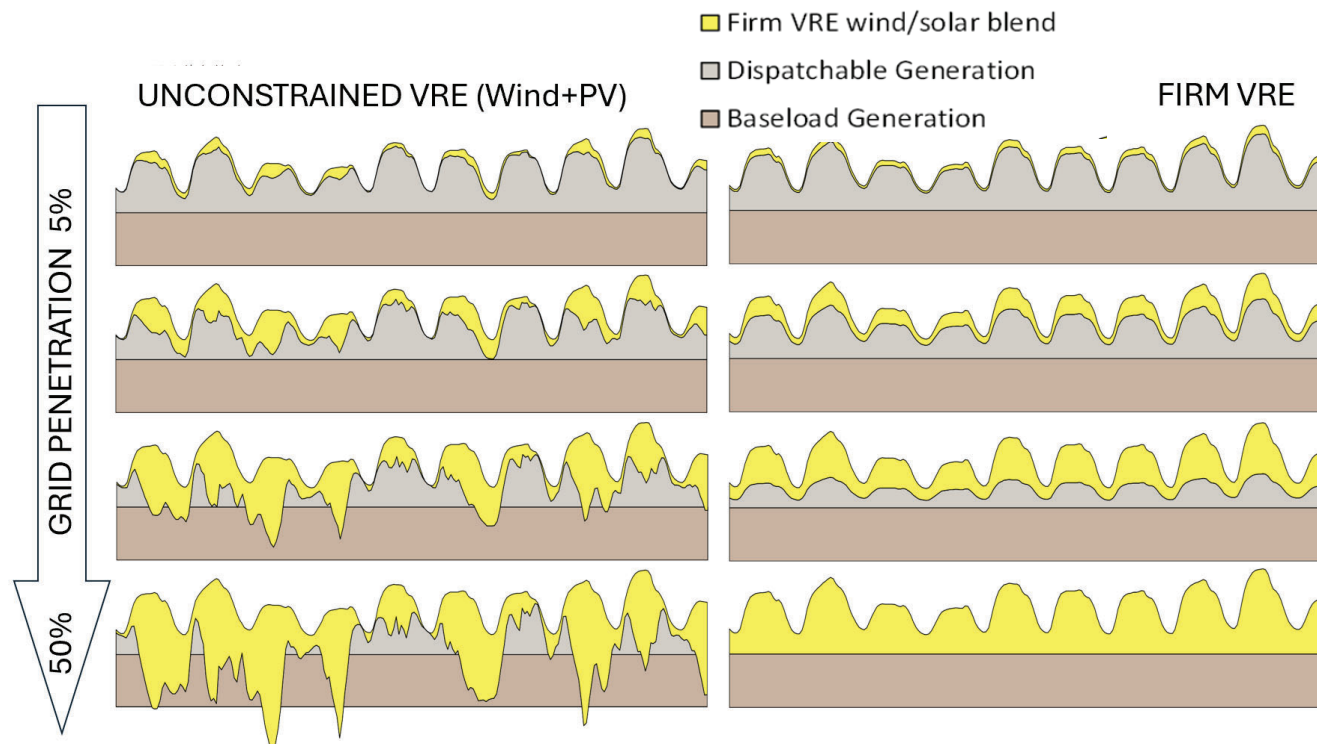 Firm VRE wind/solar blend
Dispatchable Generation
Baseload Generation
UNCONSTRAINED VRE (Wind+PV)
FIRM VRE
GRID PENETRATION 5%
50%